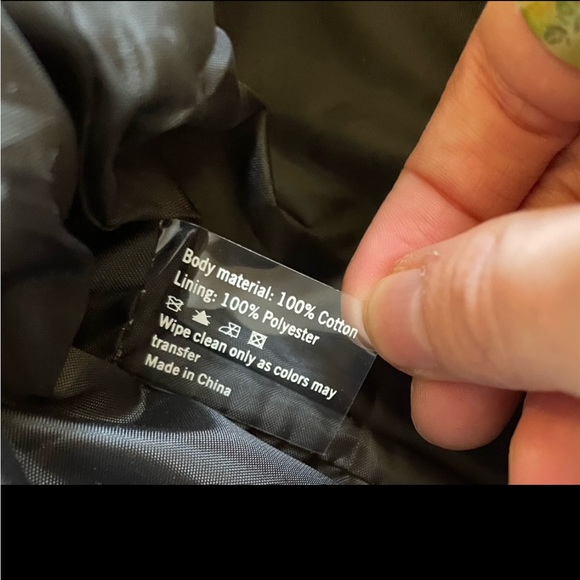 Body material: 100% Cotton
Lining: 100% Polyester
Wipe clean only as colors may
transfer
Made in China